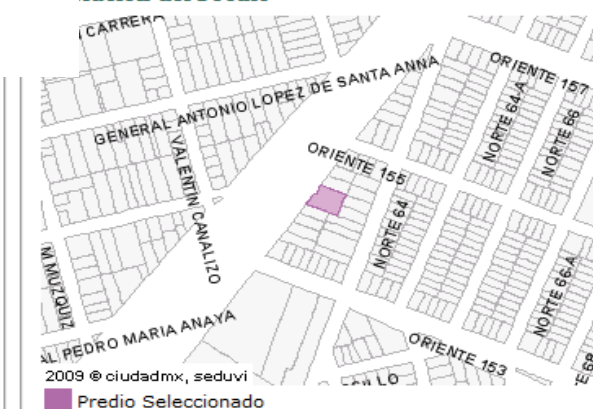 CARRERA
GENERAL ANTONIO LOPEZ DE SANTA ANNA
ORIENTE 157
NORTE 64-A
NORTE 66
VALENTIN CANALIZO
ORIENTE 155
NORTE 64
M.MUZQUIZ
NORTE 66-A
AL PEDRO MARIA ANAYA
ORIENTE 153
2009 © ciudadmx, seduvi
Predio Seleccionado